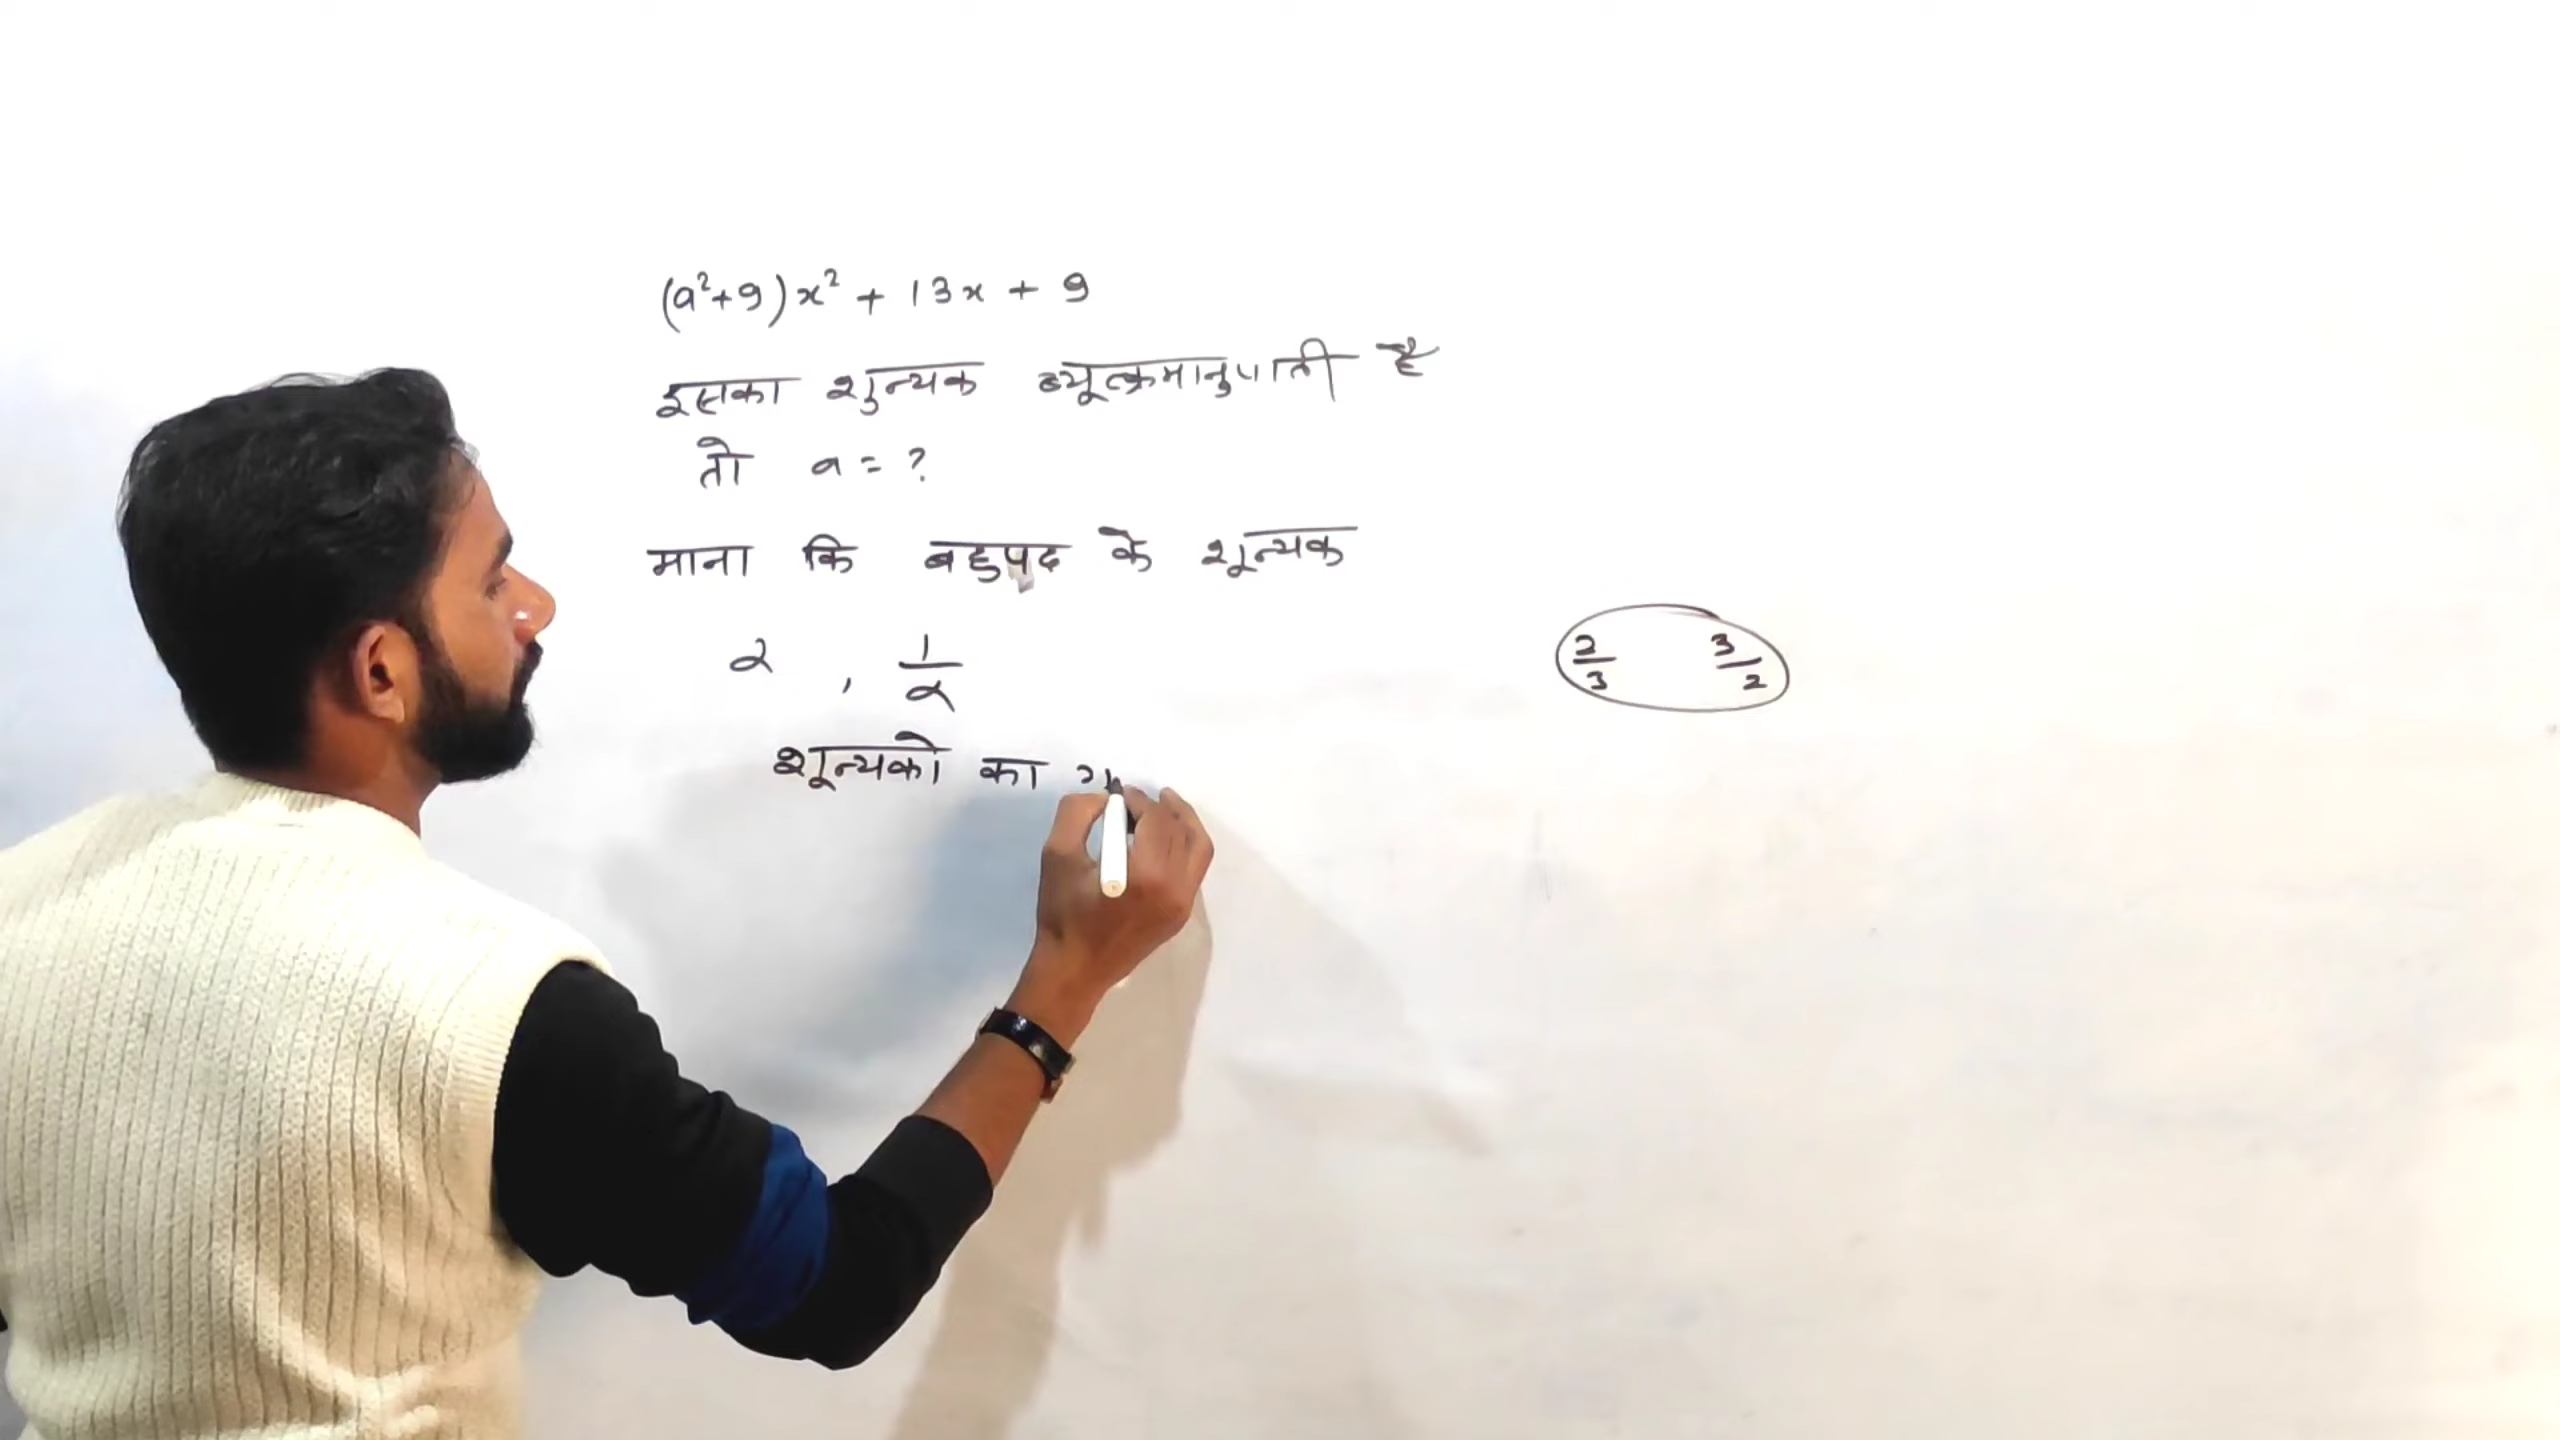 (a²+9)x² + 13x + 9
इसका शुन्यक ब्यूत्क्रमानुपाती है
तो a = ?
माना कि बहुपद के शून्यक
α , 1/α
2/3 3/2
शून्यको का